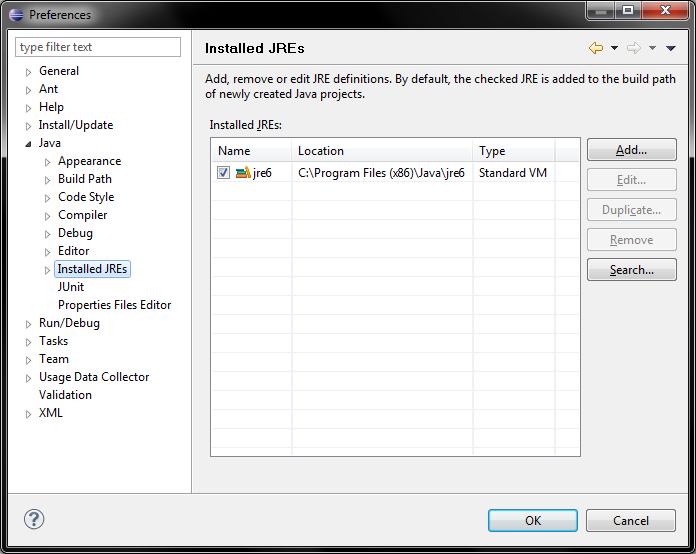 Preferences
type filter text
General
Ant
Help
Install/Update
Java
Appearance
Build Path
Code Style
Compiler
Debug
Editor
Installed JREs
JUnit
Properties Files Editor
Run/Debug
Tasks
Team
Usage Data Collector
Validation
XML
Installed JREs
Add, remove or edit JRE definitions. By default, the checked JRE is added to the build path
of newly created Java projects.
Installed JREs:
Name Location Type
jre6 C:\Program Files (x86)\Java\jre6 Standard VM
Add...
Edit...
Duplicate...
Remove
Search...
?
OK Cancel